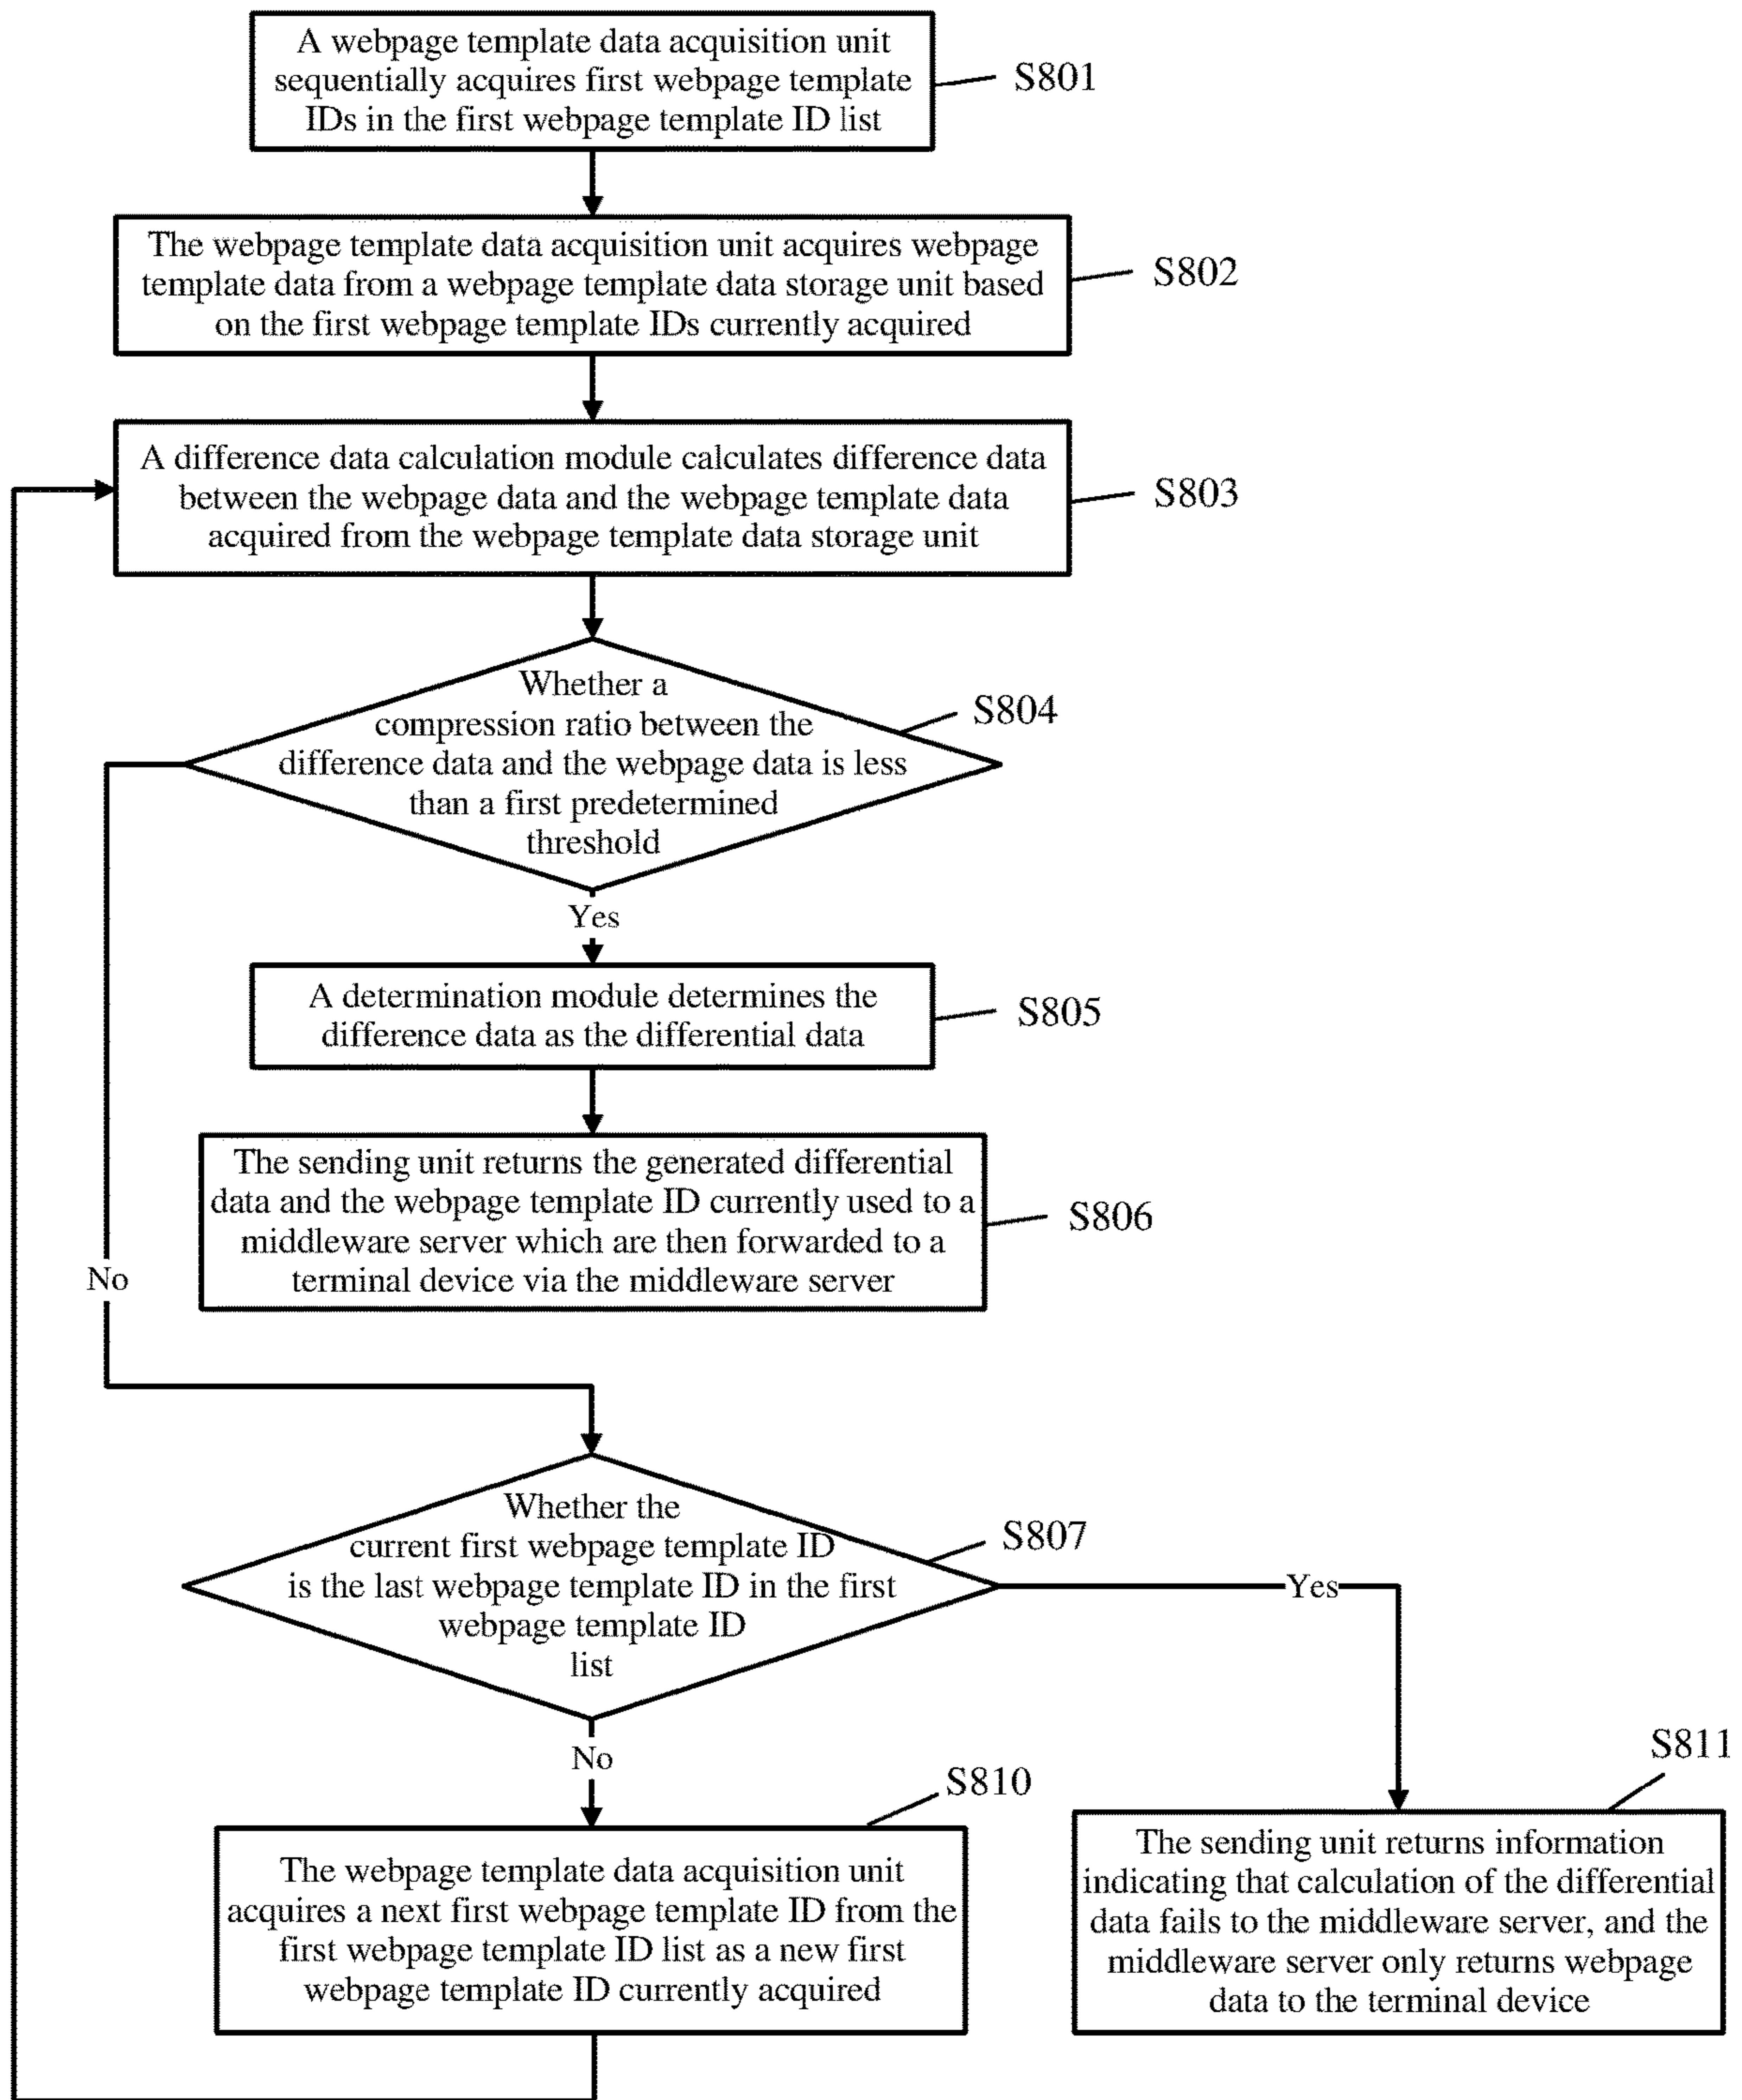 A webpage template data acquisition unit
sequentially acquires first webpage template
IDs in the first webpage template ID list
S801
The webpage template data acquisition unit acquires webpage
template data from a webpage template data storage unit based
on the first webpage template IDs currently acquired
S802
A difference data calculation module calculates difference data
between the webpage data and the webpage template data
acquired from the webpage template data storage unit
S803
Whether a
compression ratio between the
difference data and the webpage data is less
than a first predetermined
threshold
S804
Yes
A determination module determines the
difference data as the differential data
S805
The sending unit returns the generated differential
data and the webpage template ID currently used to a
middleware server which are then forwarded to a
terminal device via the middleware server
S806
No
Whether the
current first webpage template ID
is the last webpage template ID in the first
webpage template ID
list
S807
Yes
No
S810
The webpage template data acquisition unit
acquires a next first webpage template ID from the
first webpage template ID list as a new first
webpage template ID currently acquired
S811
The sending unit returns information
indicating that calculation of the differential
data fails to the middleware server, and the
middleware server only returns webpage
data to the terminal device